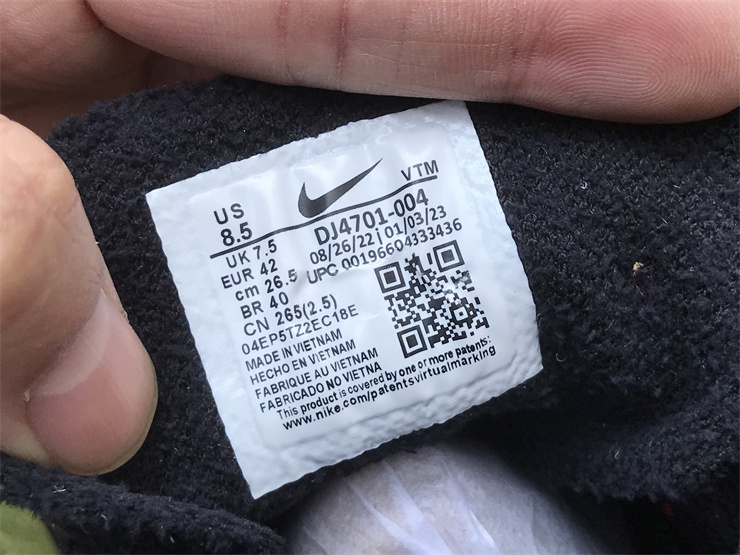 VTM
US
8.5
DJ4701-004
UK 7.5
08/26/22 | 01/03/23
EUR 42
UPC 00196604333436
cm 26.5
BR 40
CN 265(2.5)
04EP5TZ2EC18E
MADE IN VIETNAM
HECHO EN VIETNAM
FABRIQUE AU VIETNAM
FABRICADO NO VIETNA
This product is covered by one or more patents:
www.nike.com/patentsvirtualmarking